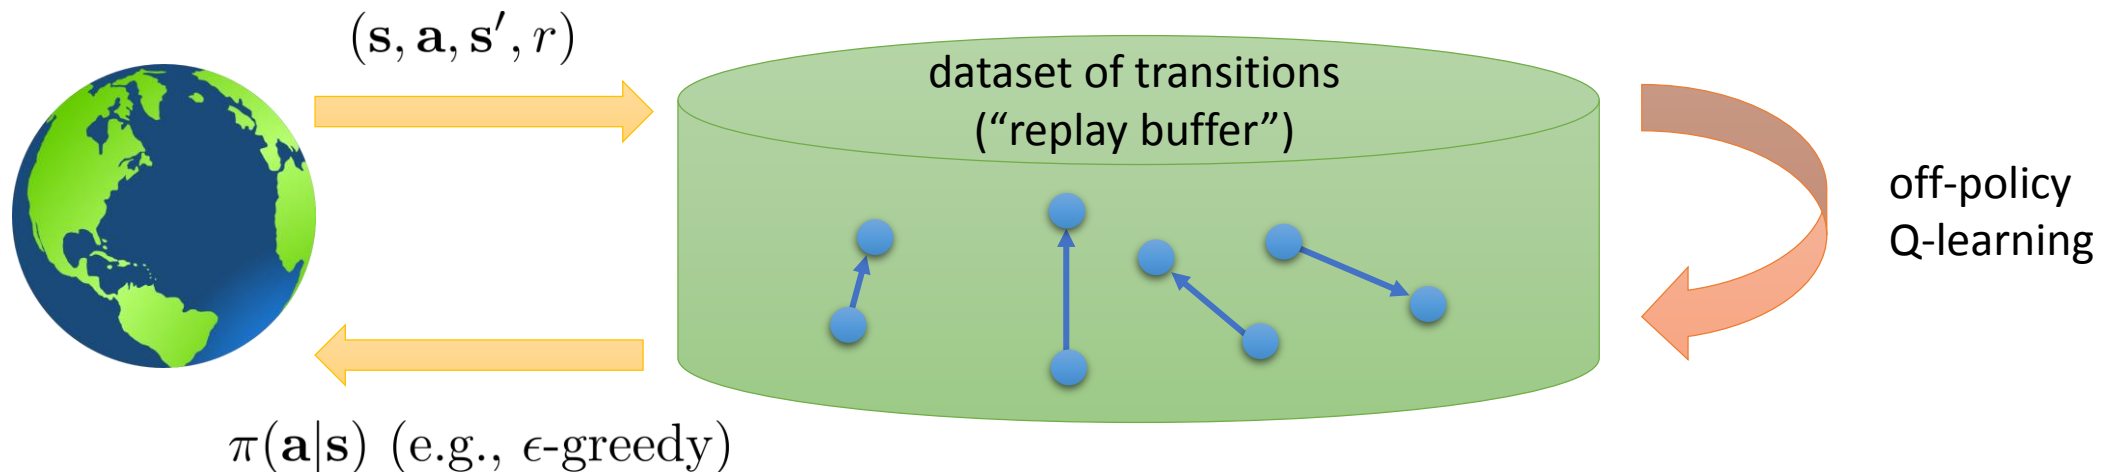 (s, a, s′, r)
dataset of transitions
(“replay buffer”)
off-policy
Q-learning
π(a|s) (e.g., ϵ-greedy)